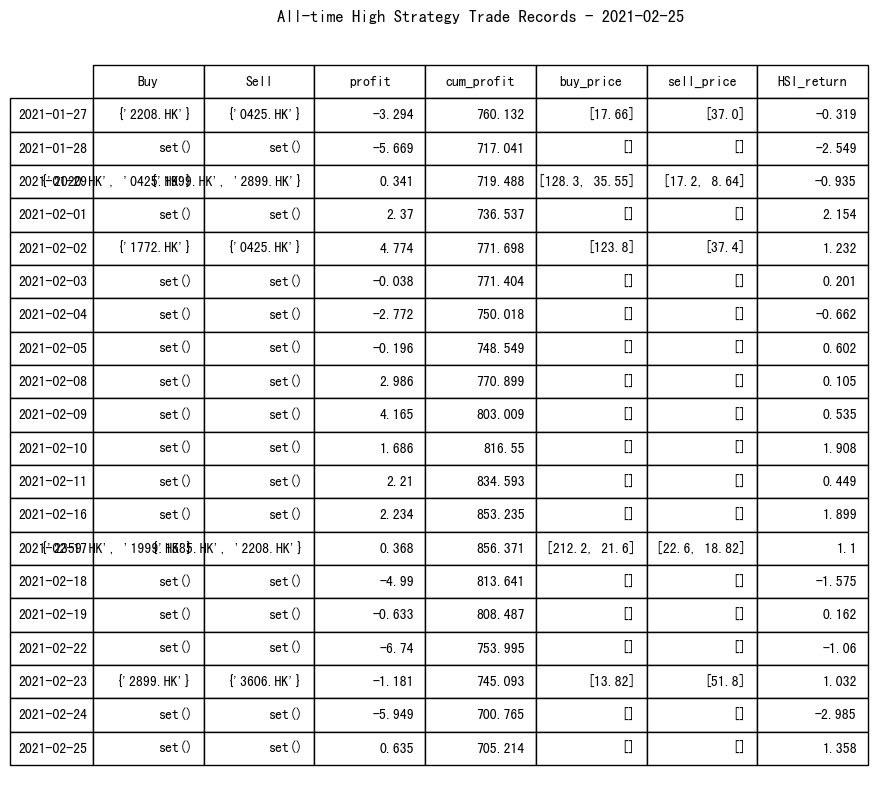 All-time High Strategy Trade Records - 2021-02-25
Buy Sell profit cum_profit buy_price sell_price HSI_return
2021-01-27 {'2208.HK'} {'0425.HK'} -3.294 760.132 [17.66] [37.0] -0.319
2021-01-28 set() set() -5.669 717.041 [] [] -2.549
2021-01-29 '0425.HK'} '2899.HK'} 0.341 719.488 [128.3, 35.55] [17.2, 8.64] -0.935
2021-02-01 set() set() 2.37 736.537 [] [] 2.154
2021-02-02 {'1772.HK'} {'0425.HK'} 4.774 771.698 [123.8] [37.4] 1.232
2021-02-03 set() set() -0.038 771.404 [] [] 0.201
2021-02-04 set() set() -2.772 750.018 [] [] -0.662
2021-02-05 set() set() -0.196 748.549 [] [] 0.602
2021-02-08 set() set() 2.986 770.899 [] [] 0.105
2021-02-09 set() set() 4.165 803.009 [] [] 0.535
2021-02-10 set() set() 1.686 816.55 [] [] 1.908
2021-02-11 set() set() 2.21 834.593 [] [] 0.449
2021-02-16 set() set() 2.234 853.235 [] [] 1.899
2021-02-17 '1999.HK'} '2208.HK'} 0.368 856.371 [212.2, 21.6] [22.6, 18.82] 1.1
2021-02-18 set() set() -4.99 813.641 [] [] -1.575
2021-02-19 set() set() -0.633 808.487 [] [] 0.162
2021-02-22 set() set() -6.74 753.995 [] [] -1.06
2021-02-23 {'2899.HK'} {'3606.HK'} -1.181 745.093 [13.82] [51.8] 1.032
2021-02-24 set() set() -5.949 700.765 [] [] -2.985
2021-02-25 set() set() 0.635 705.214 [] [] 1.358